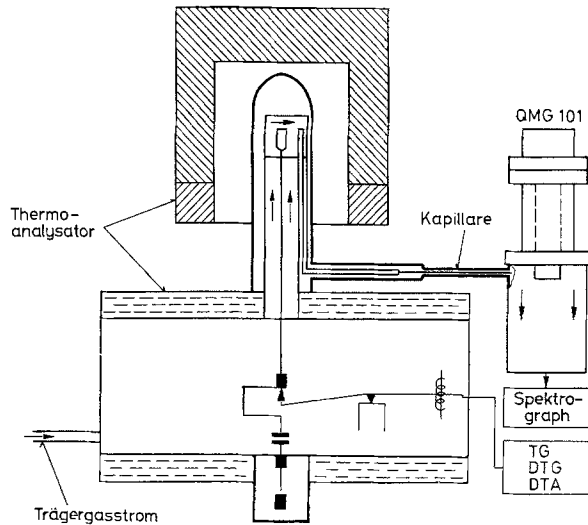 QMG 101
Thermo-
analysator
Kapillare
Spektro-
graph
TG
DTG
DTA
Trägergasstrom